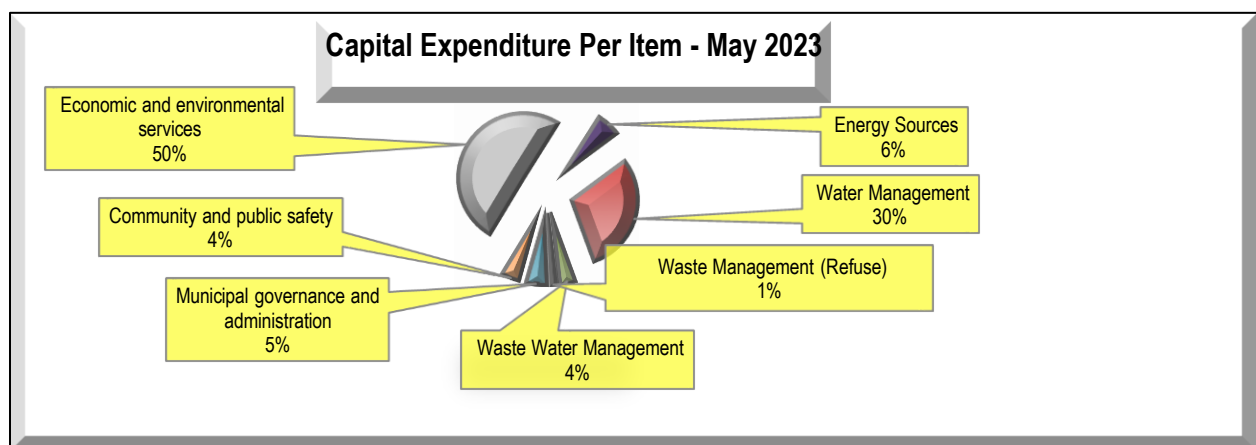 Capital Expenditure Per Item - May 2023
Economic and environmental
services
50%
Energy Sources
6%
Water Management
30%
Community and public safety
4%
Waste Management (Refuse)
1%
Municipal governance and
administration
5%
Waste Water Management
4%